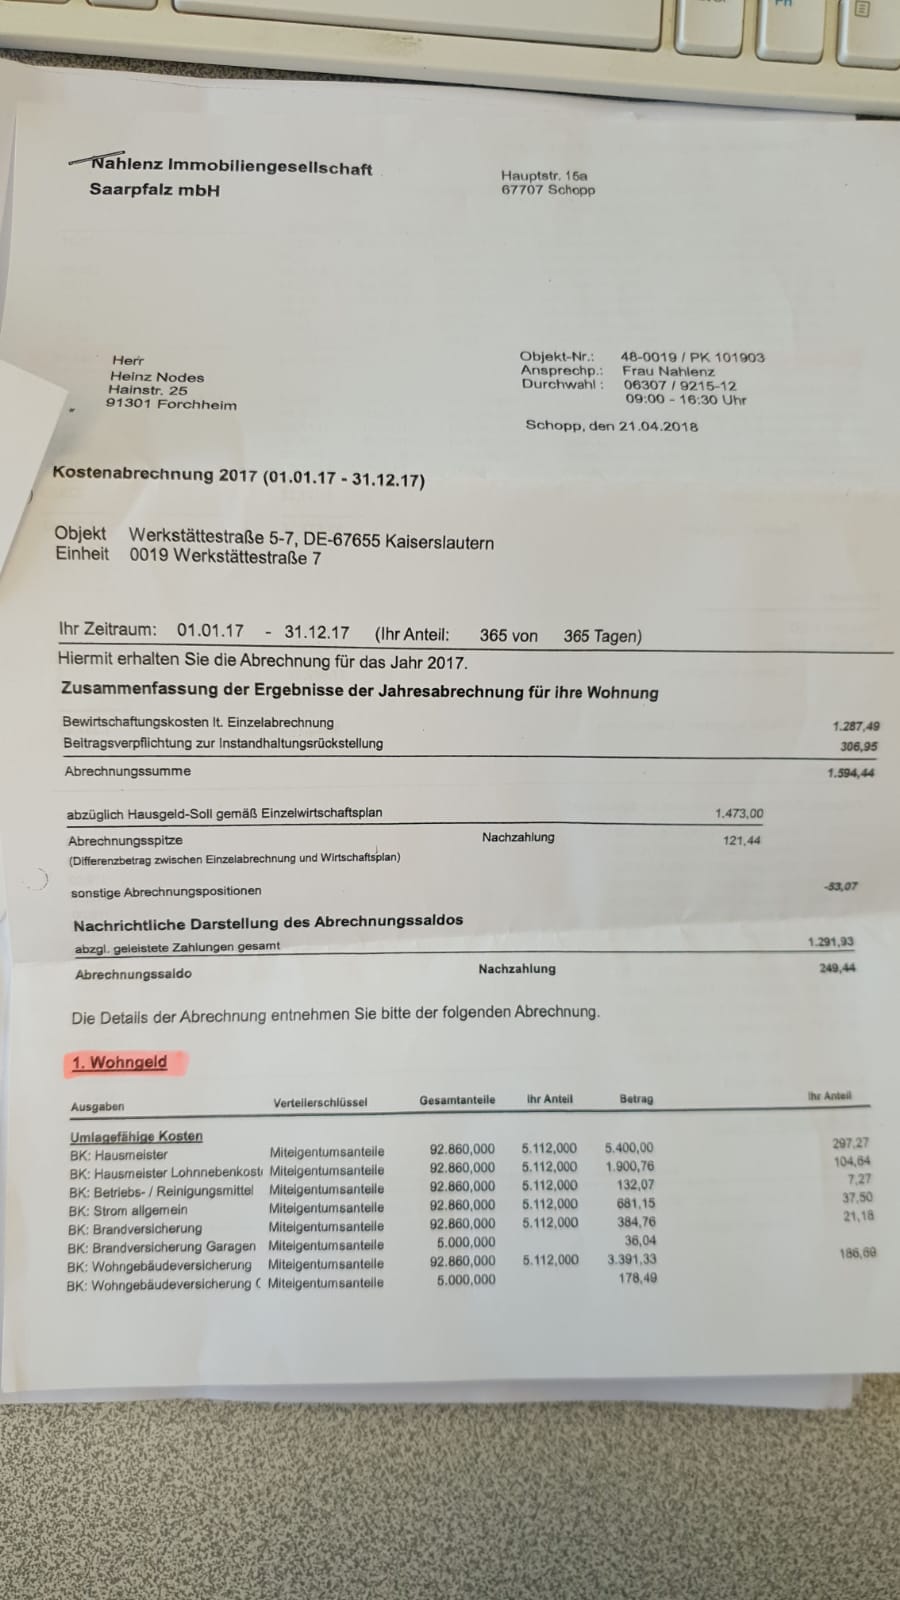 Nahlenz Immobiliengesellschaft
Saarpfalz mbH
Hauptstr. 15a
67707 Schopp
Herr
Heinz Nodes
Hainstr. 25
91301 Forchheim
Objekt-Nr.: 48-0019 / PK 101903
Ansprechp.: Frau Nahlenz
Durchwahl : 06307 / 9215-12
09:00 - 16:30 Uhr
Schopp, den 21.04.2018
Kostenabrechnung 2017 (01.01.17 - 31.12.17)
Objekt Werkstättestraße 5-7, DE-67655 Kaiserslautern
Einheit 0019 Werkstättestraße 7
Ihr Zeitraum: 01.01.17 - 31.12.17 (Ihr Anteil: 365 von 365 Tagen)
Hiermit erhalten Sie die Abrechnung für das Jahr 2017.
Zusammenfassung der Ergebnisse der Jahresabrechnung für ihre Wohnung
Bewirtschaftungskosten lt. Einzelabrechnung 1.287,49
Beitragsverpflichtung zur Instandhaltungsrückstellung 306,95
Abrechnungssumme 1.594,44
abzüglich Hausgeld-Soll gemäß Einzelwirtschaftsplan 1.473,00
Abrechnungsspitze Nachzahlung 121,44
(Differenzbetrag zwischen Einzelabrechnung und Wirtschaftsplan)
sonstige Abrechnungspositionen -53,07
Nachrichtliche Darstellung des Abrechnungssaldos
abzgl. geleistete Zahlungen gesamt 1.291,93
Abrechnungssaldo Nachzahlung 249,44
Die Details der Abrechnung entnehmen Sie bitte der folgenden Abrechnung.
1. Wohngeld
Ausgaben Verteilerschlüssel Gesamtanteile Ihr Anteil Betrag Ihr Anteil
Umlagefähige Kosten
BK: Hausmeister Miteigentumsanteile 92.860,000 5.112,000 5.400,00 297,27
BK: Hausmeister Lohnnebenkost Miteigentumsanteile 92.860,000 5.112,000 1.900,76 104,64
BK: Betriebs- / Reinigungsmittel Miteigentumsanteile 92.860,000 5.112,000 132,07 7,27
BK: Strom allgemein Miteigentumsanteile 92.860,000 5.112,000 681,15 37,50
BK: Brandversicherung Miteigentumsanteile 92.860,000 5.112,000 384,76 21,18
BK: Brandversicherung Garagen Miteigentumsanteile 5.000,000 36,04
BK: Wohngebäudeversicherung Miteigentumsanteile 92.860,000 5.112,000 3.391,33 186,69
BK: Wohngebäudeversicherung Miteigentumsanteile 5.000,000 178,49